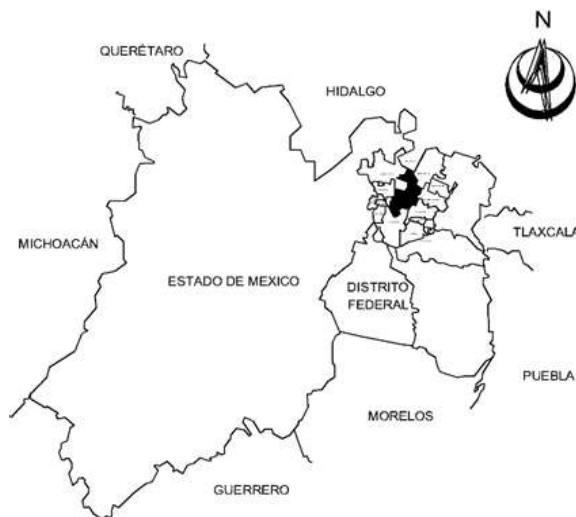 N
QUERÉTARO
HIDALGO
MICHOACÁN
TLAXCALA
ESTADO DE MEXICO
DISTRITO
FEDERAL
PUEBLA
MORELOS
GUERRERO